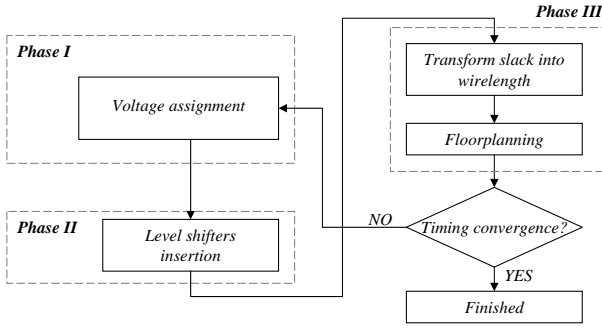 Phase I
Voltage assignment
Phase II
Level shifters
insertion
Phase III
Transform slack into
wirelength
Floorplanning
Timing convergence?
NO
YES
Finished